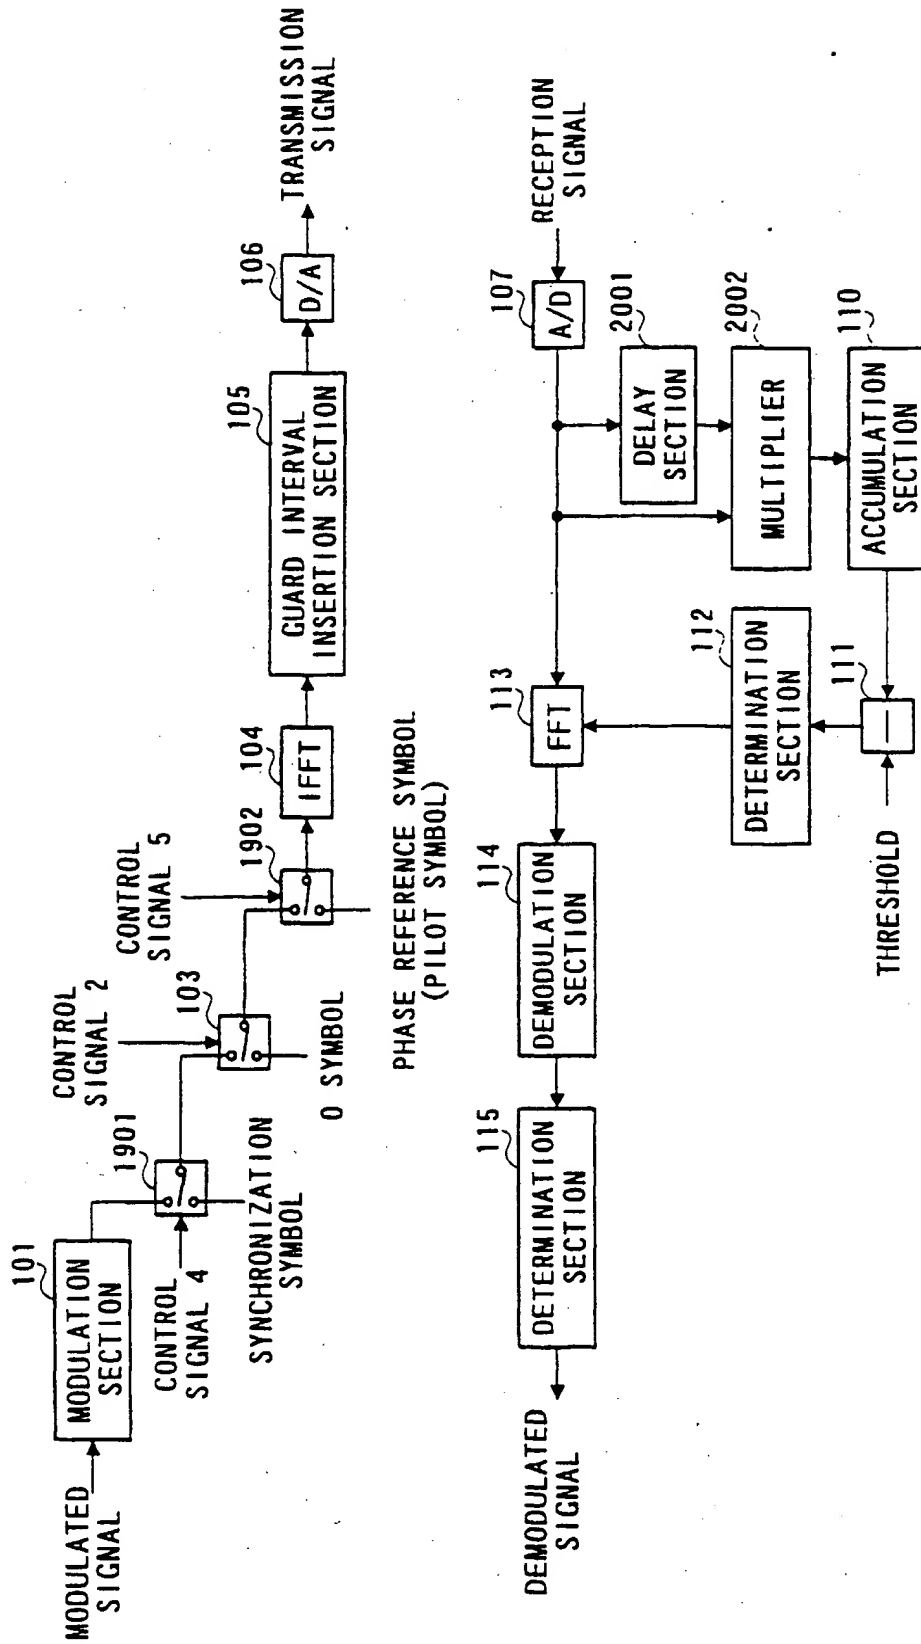 MODULATED
SIGNAL
101
MODULATION
SECTION
CONTROL
SIGNAL 4
1901
SYNCHRONIZATION
SYMBOL
CONTROL
SIGNAL 2
103
0 SYMBOL
CONTROL
SIGNAL 5
1902
PHASE REFERENCE SYMBOL
(PILOT SYMBOL)
104
IFFT
105
GUARD INTERVAL
INSERTION SECTION
106
D/A
TRANSMISSION
SIGNAL
DEMODULATED
SIGNAL
115
DETERMINATION
SECTION
114
DEMODULATION
SECTION
113
FFT
107
A/D
RECEPTION
SIGNAL
2001
DELAY
SECTION
2002
MULTIPLIER
110
ACCUMULATION
SECTION
112
DETERMINATION
SECTION
111
—
THRESHOLD